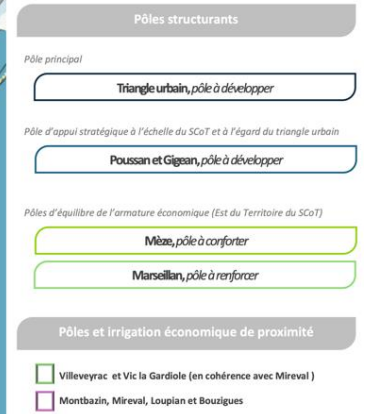 Pôles structurants
Pôle principal
Triangle urbain, pôle à développer
Pôle d'appui stratégique à l'échelle du SCoT et à l'égard du triangle urbain
Poussan et Gigean, pôle à développer
Pôles d'équilibre de l'armature économique (Est du Territoire du SCoT)
Mèze, pôle à conforter
Marseillan, pôle à renforcer
Pôles et irrigation économique de proximité
Villeveyrac et Vic la Gardiole (en cohérence avec Mireval )
Montbazin, Mireval, Loupian et Bouzigues